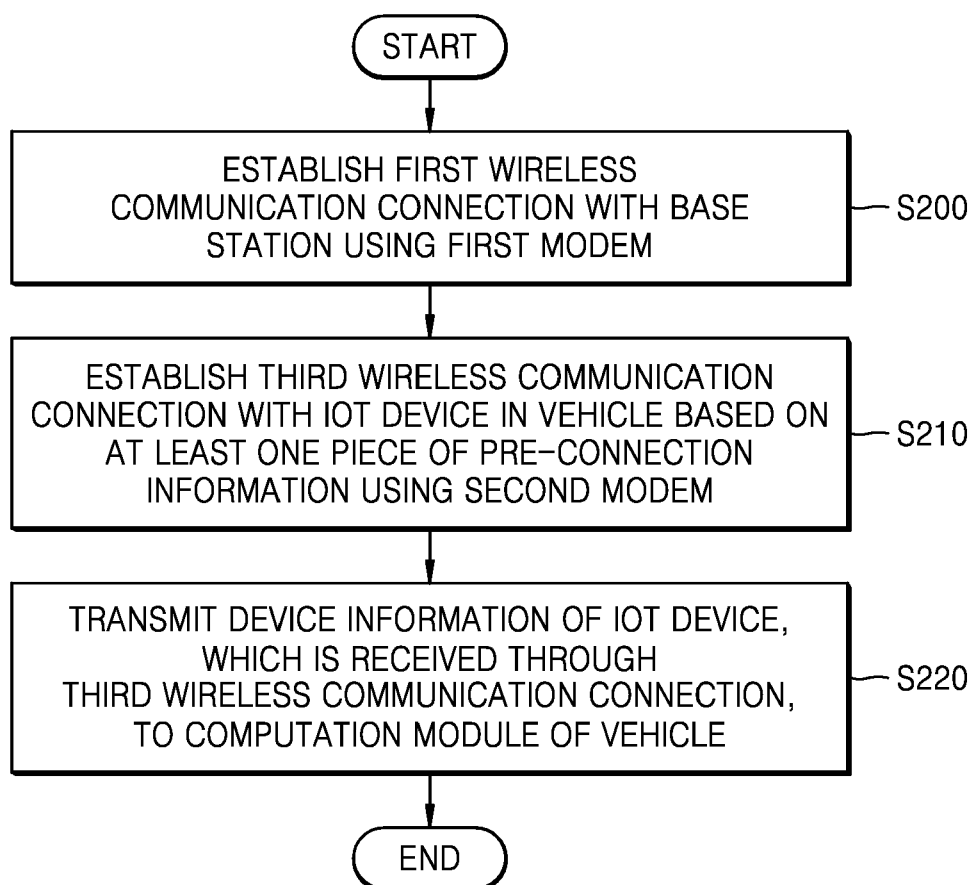 START
ESTABLISH FIRST WIRELESS
COMMUNICATION CONNECTION WITH BASE
STATION USING FIRST MODEM
S200
ESTABLISH THIRD WIRELESS COMMUNICATION
CONNECTION WITH IOT DEVICE IN VEHICLE BASED ON
AT LEAST ONE PIECE OF PRE-CONNECTION
INFORMATION USING SECOND MODEM
S210
TRANSMIT DEVICE INFORMATION OF IOT DEVICE,
WHICH IS RECEIVED THROUGH
THIRD WIRELESS COMMUNICATION CONNECTION,
TO COMPUTATION MODULE OF VEHICLE
S220
END